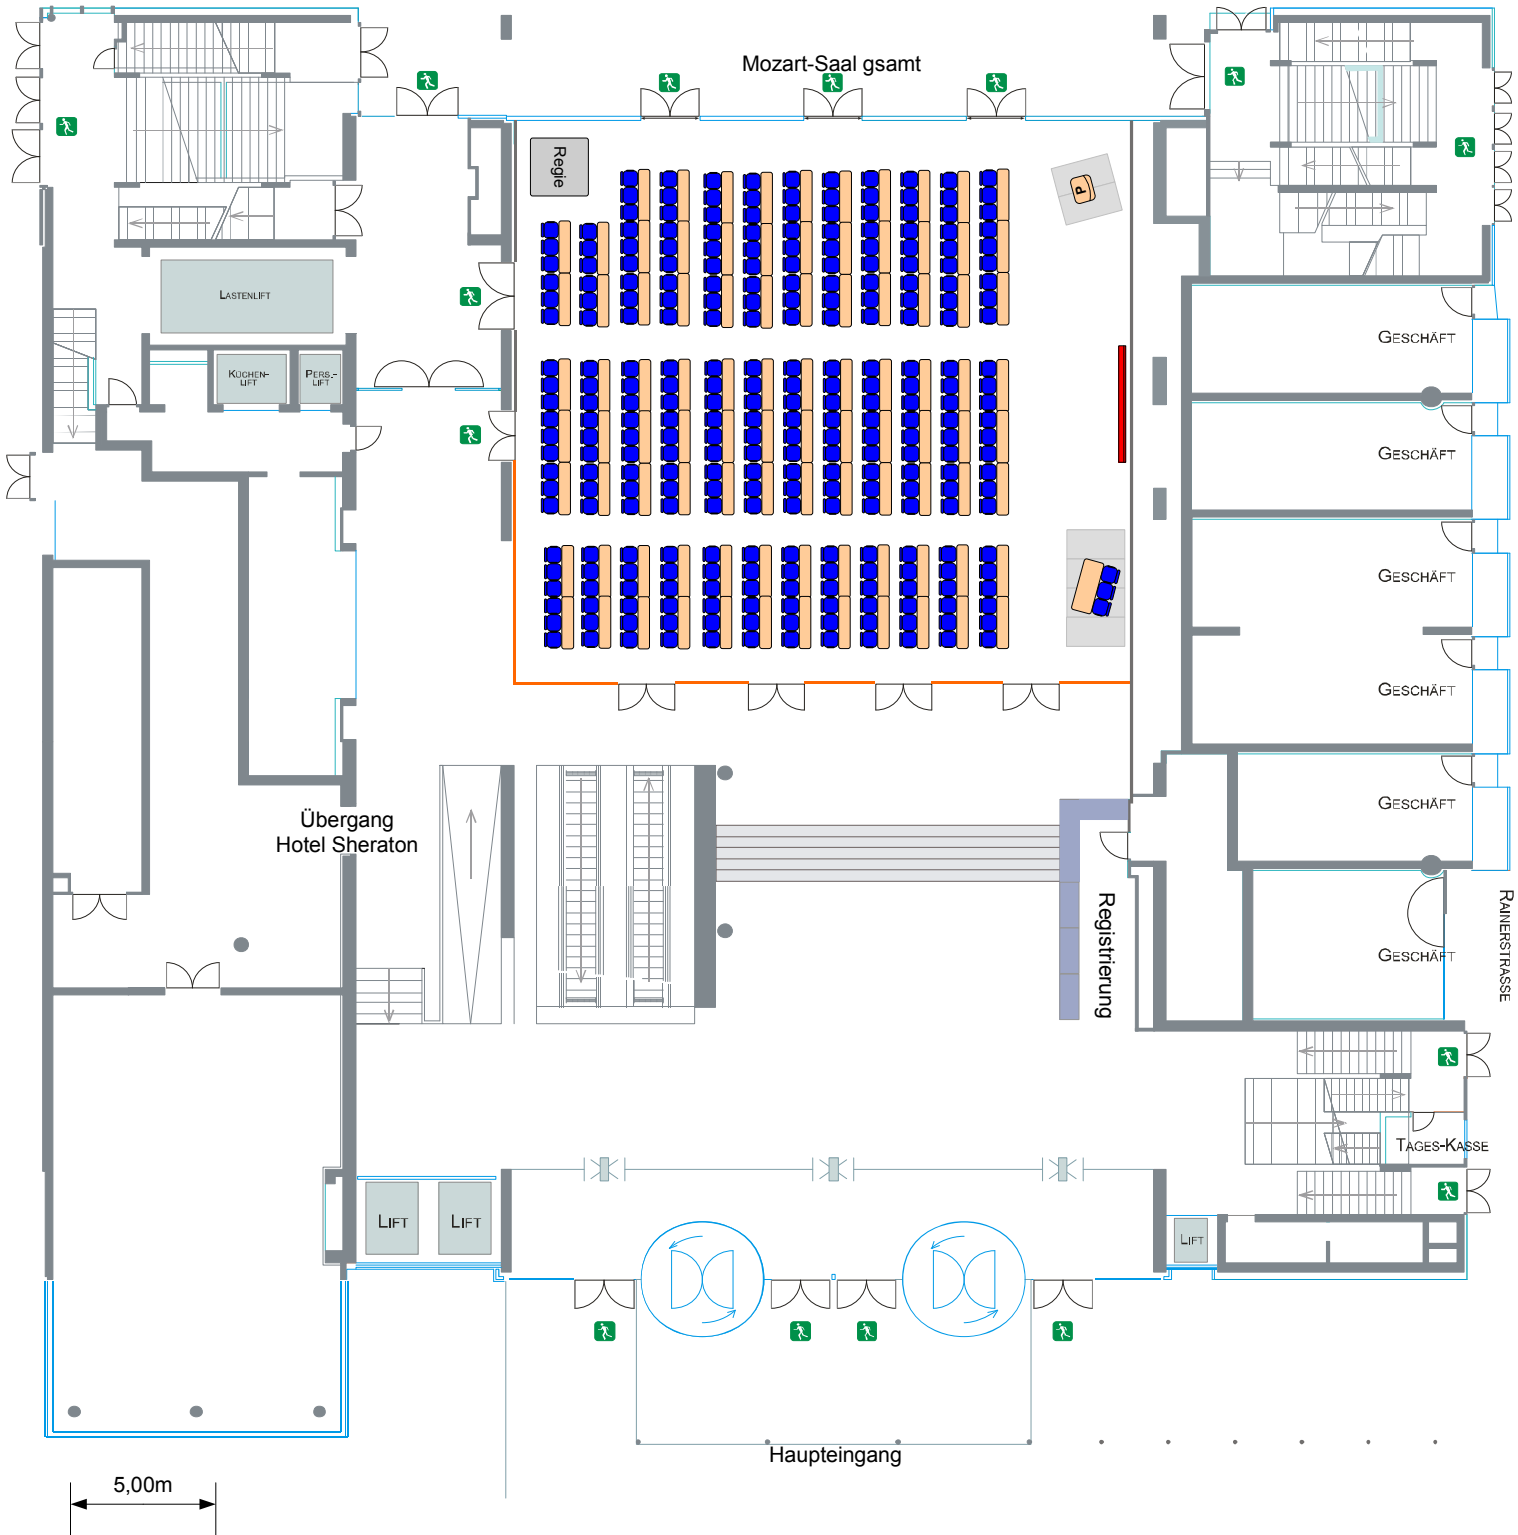 Mozart-Saal gsamt
Regie
P
LASTENLIFT
KÜCHEN-
LIFT
PERS.-
LIFT
GESCHÄFT
GESCHÄFT
GESCHÄFT
GESCHÄFT
GESCHÄFT
GESCHÄFT
RAINERSTRASSE
Übergang
Hotel Sheraton
Registrierung
TAGES-KASSE
LIFT
LIFT
LIFT
Haupteingang
5,00m